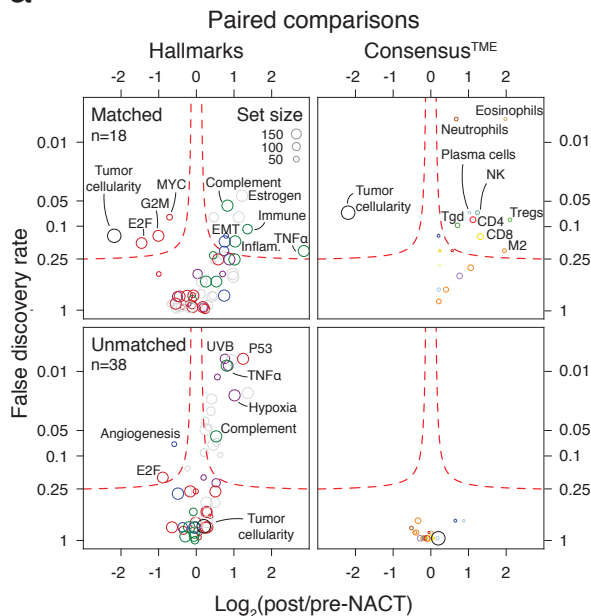 Paired comparisons
Hallmarks
Consensus^TME
-2 -1 0 1 2
-2 -1 0 1 2
Matched
n=18
Set size
150
100
50
Tumor
cellularity
E2F
G2M
MYC
Complement
Estrogen
Immune
EMT
Inflam.
TNFα
Eosinophils
Neutrophils
Plasma cells
NK
Tumor
cellularity
Tgd
CD4
Tregs
CD8
M2
0.01
0.05
0.1
0.25
1
0.01
0.05
0.1
0.25
1
False discovery rate
Unmatched
n=38
UVB
P53
TNFα
Hypoxia
Angiogenesis
Complement
E2F
Tumor
cellularity
0.01
0.05
0.1
0.25
1
0.01
0.05
0.1
0.25
1
-2 -1 0 1 2
-2 -1 0 1 2
Log₂(post/pre-NACT)